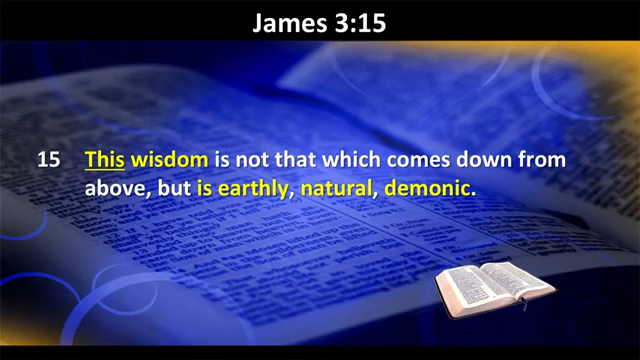 James 3:15
15 This wisdom is not that which comes down from
above, but is earthly, natural, demonic.